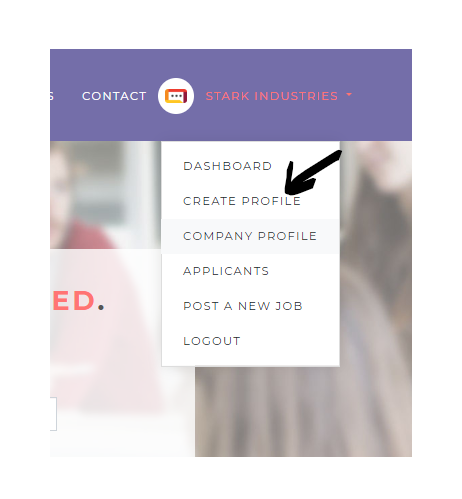 S CONTACT STARK INDUSTRIES
DASHBOARD
CREATE PROFILE
COMPANY PROFILE
APPLICANTS
POST A NEW JOB
LOGOUT
ED.